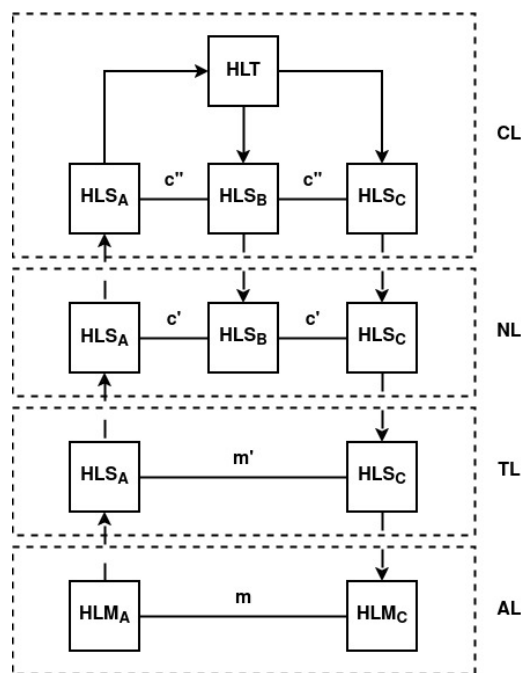 HLT
CL
c" c"
HLSA HLSB HLSC
c' c'
HLSA HLSB HLSC NL
m'
HLSA HLSC TL
m
HLMA HLMC AL